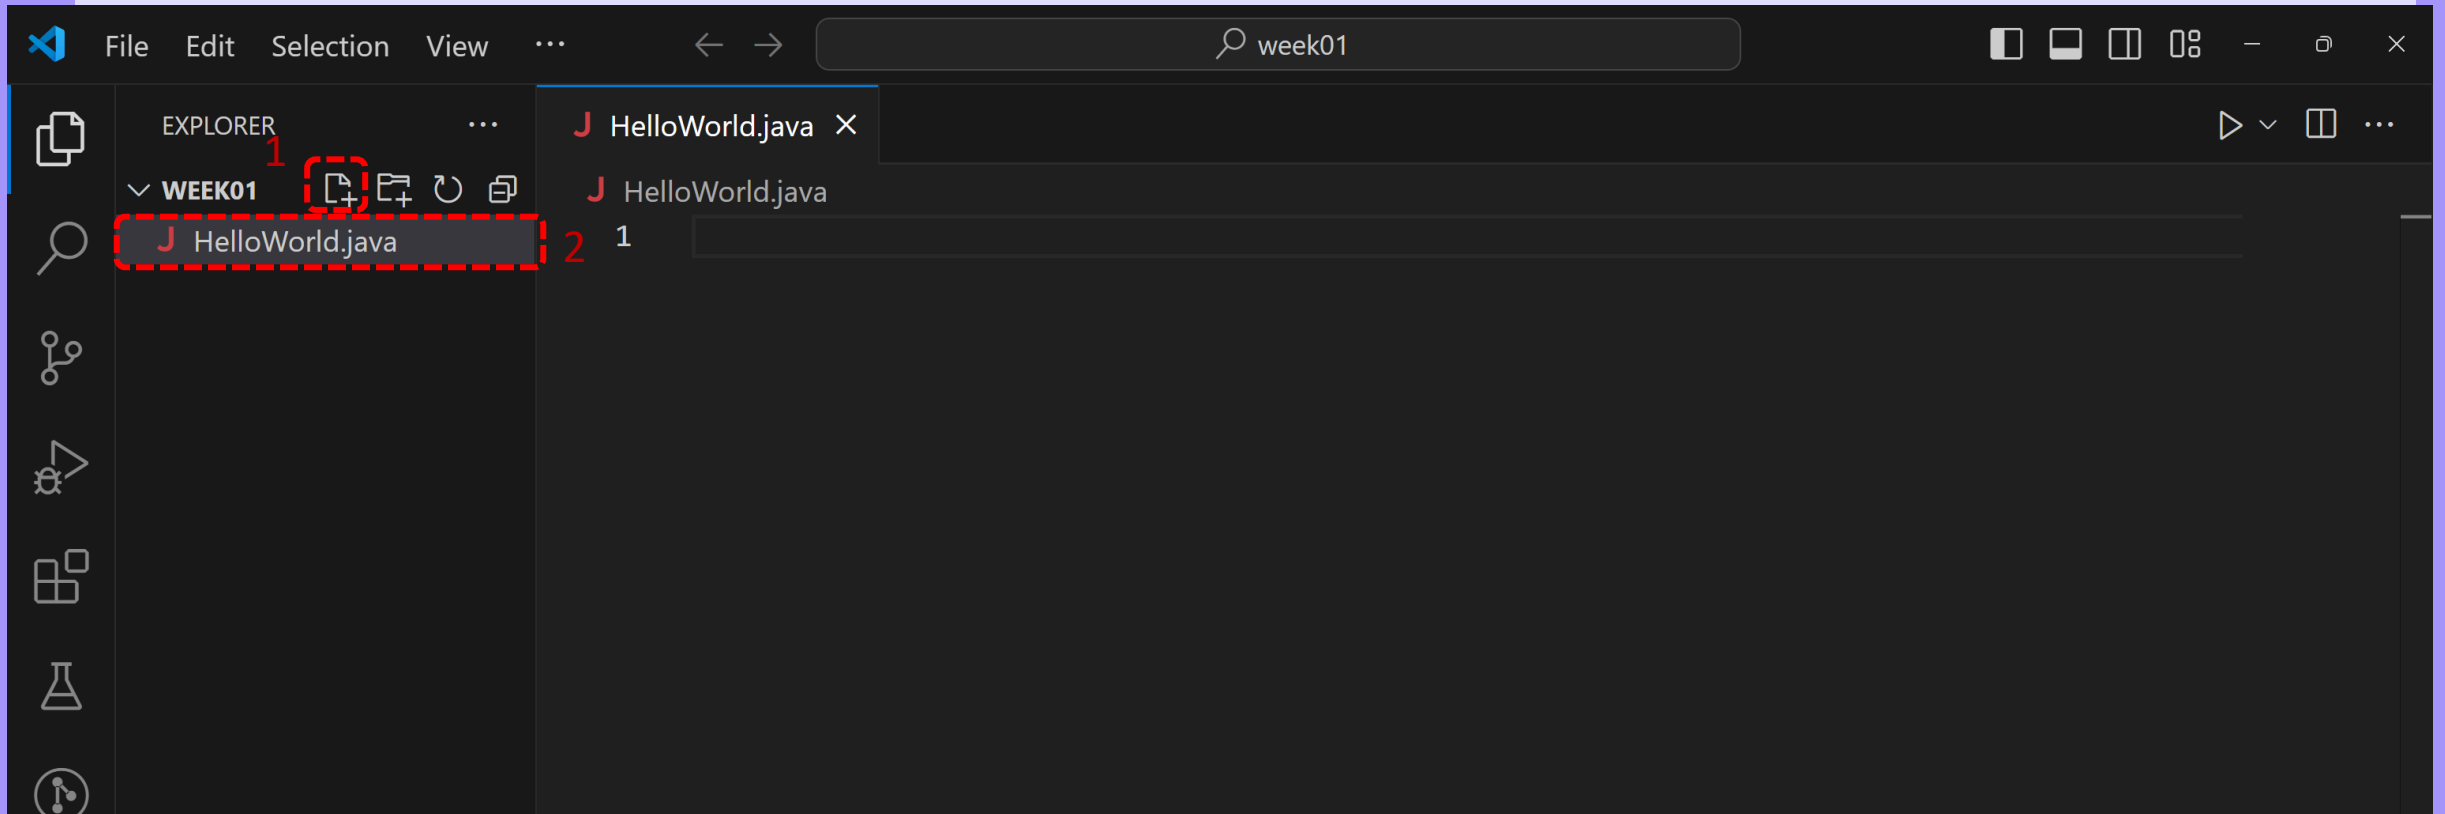 File Edit Selection View ··· week01
EXPLORER ···
1
WEEK01
HelloWorld.java
2
HelloWorld.java
HelloWorld.java
1